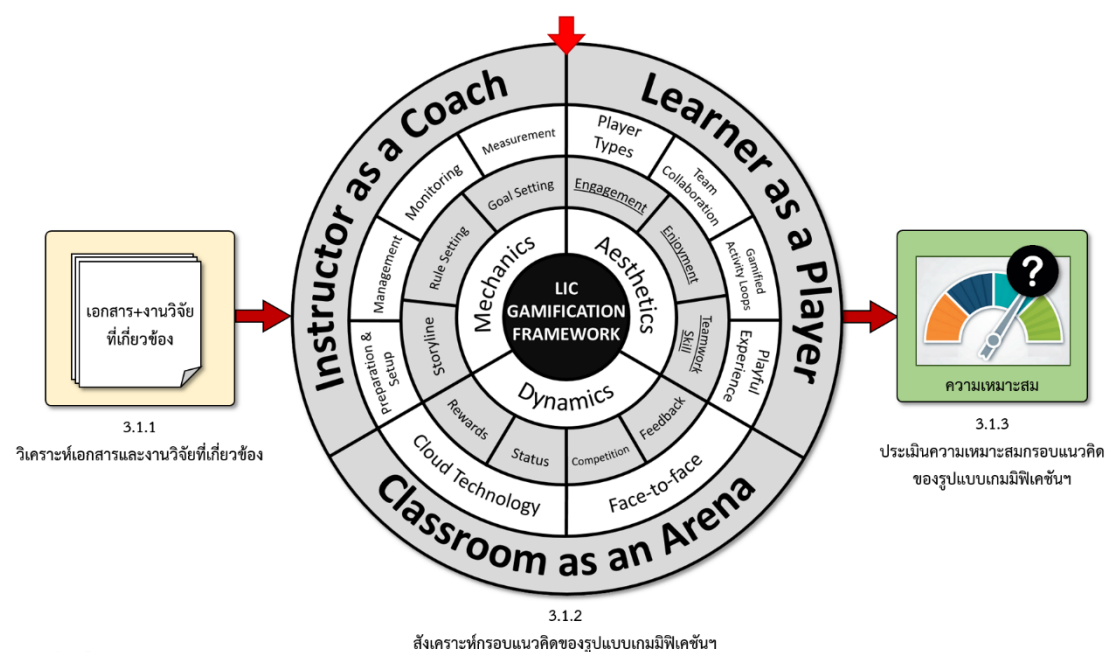 เอกสาร+งานวิจัย
ที่เกี่ยวข้อง
3.1.1
วิเคราะห์เอกสารและงานวิจัยที่เกี่ยวข้อง
Instructor as a Coach
Learner as a Player
Classroom as an Arena
Preparation &
Setup
Management
Monitoring
Measurement
Player
Types
Team
Collaboration
Gamified
Activity Loops
Playful
Experience
Cloud Technology
Face-to-face
Storyline
Rule Setting
Goal Setting
Engagement
Enjoyment
Teamwork
Skill
Rewards
Status
Competition
Feedback
Mechanics
Aesthetics
Dynamics
LIC
GAMIFICATION
FRAMEWORK
3.1.2
สังเคราะห์กรอบแนวคิดของรูปแบบเกมมิฟิเคชันฯ
?
ความเหมาะสม
3.1.3
ประเมินความเหมาะสมกรอบแนวคิด
ของรูปแบบเกมมิฟิเคชันฯ